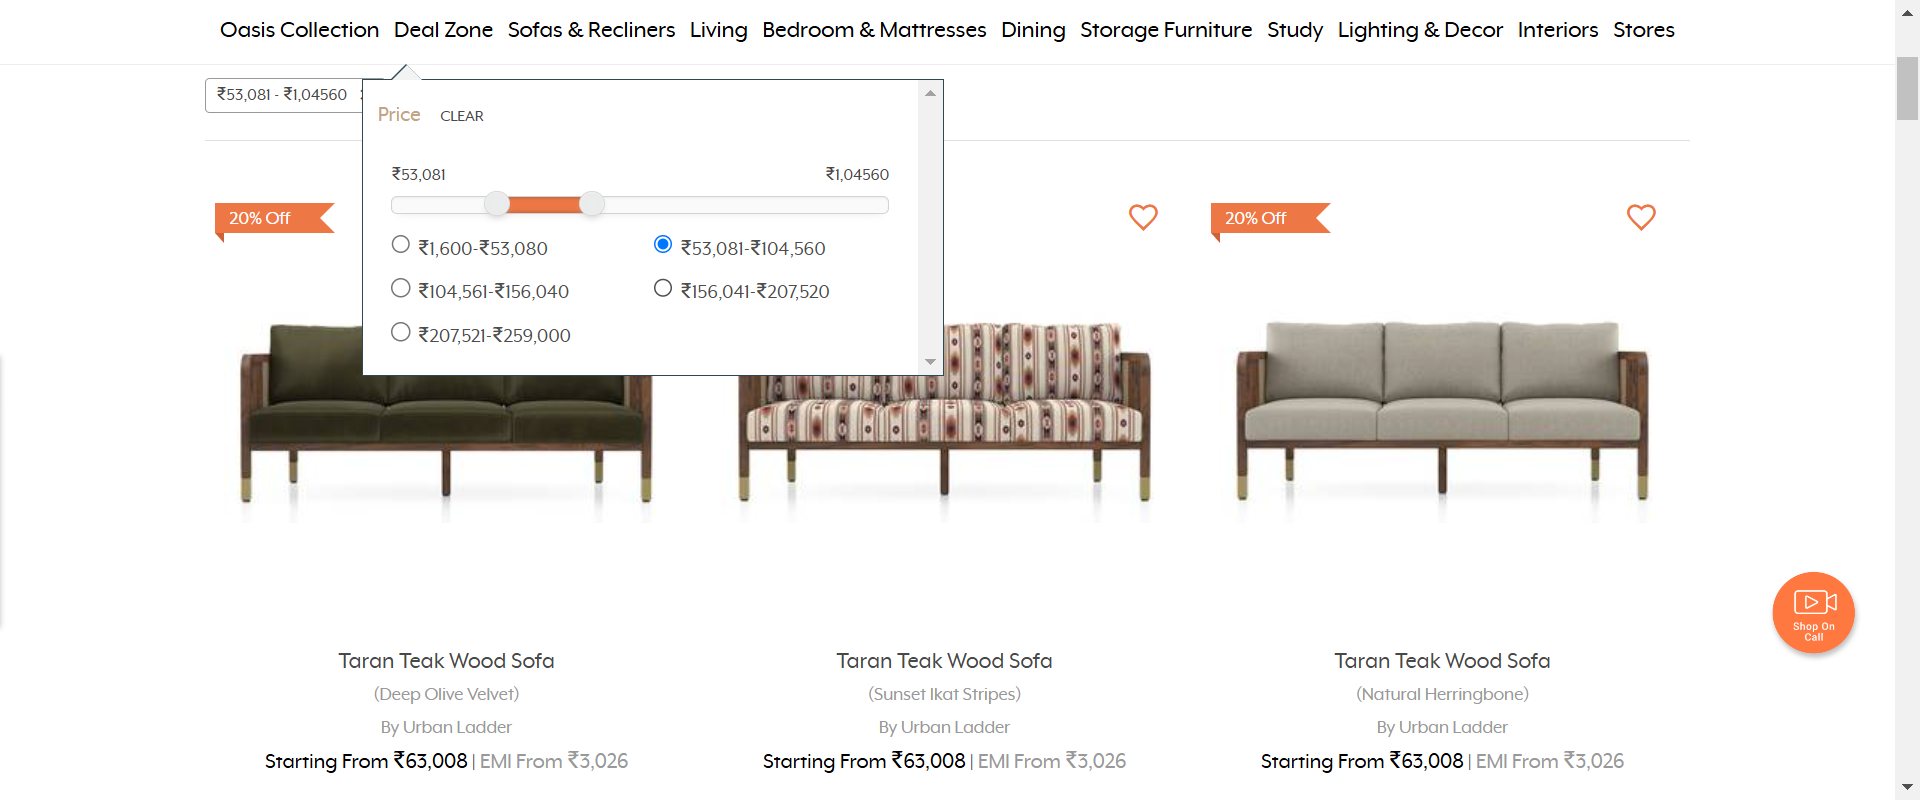 Oasis Collection Deal Zone Sofas & Recliners Living Bedroom & Mattresses Dining Storage Furniture Study Lighting & Decor Interiors Stores
₹53,081 - ₹1,04560
Price CLEAR
₹53,081 ₹1,04560
₹1,600-₹53,080 ₹53,081-₹104,560
₹104,561-₹156,040 ₹156,041-₹207,520
₹207,521-₹259,000
20% Off
20% Off
Shop On
Call
Taran Teak Wood Sofa
(Deep Olive Velvet)
By Urban Ladder
Starting From ₹63,008 | EMI From ₹3,026
Taran Teak Wood Sofa
(Sunset Ikat Stripes)
By Urban Ladder
Starting From ₹63,008 | EMI From ₹3,026
Taran Teak Wood Sofa
(Natural Herringbone)
By Urban Ladder
Starting From ₹63,008 | EMI From ₹3,026